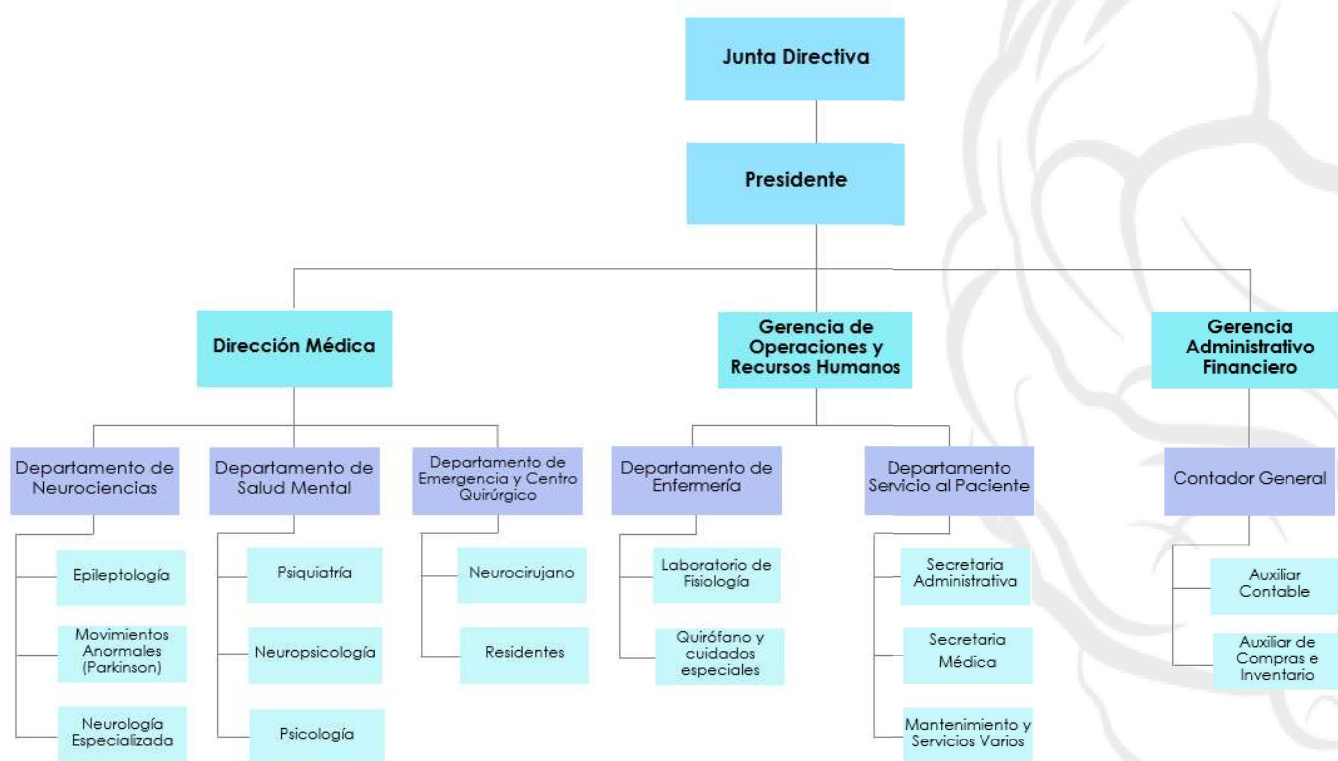 Junta Directiva
Presidente
Dirección Médica
Gerencia de
Operaciones y
Recursos Humanos
Gerencia
Administrativo
Financiero
Departamento de
Neurociencias
Departamento de
Salud Mental
Departamento de
Emergencia y Centro
Quirúrgico
Departamento de
Enfermería
Departamento
Servicio al Paciente
Contador General
Epileptología
Movimientos
Anormales
(Parkinson)
Neurología
Especializada
Psiquiatría
Neuropsicología
Psicología
Neurocirujano
Residentes
Laboratorio de
Fisiología
Quirófano y
cuidados
especiales
Secretaria
Administrativa
Secretaria
Médica
Mantenimiento y
Servicios Varios
Auxiliar
Contable
Auxiliar de
Compras e
Inventario